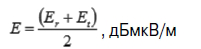 E = (E_r + E_t) / 2 , дБмкВ/м